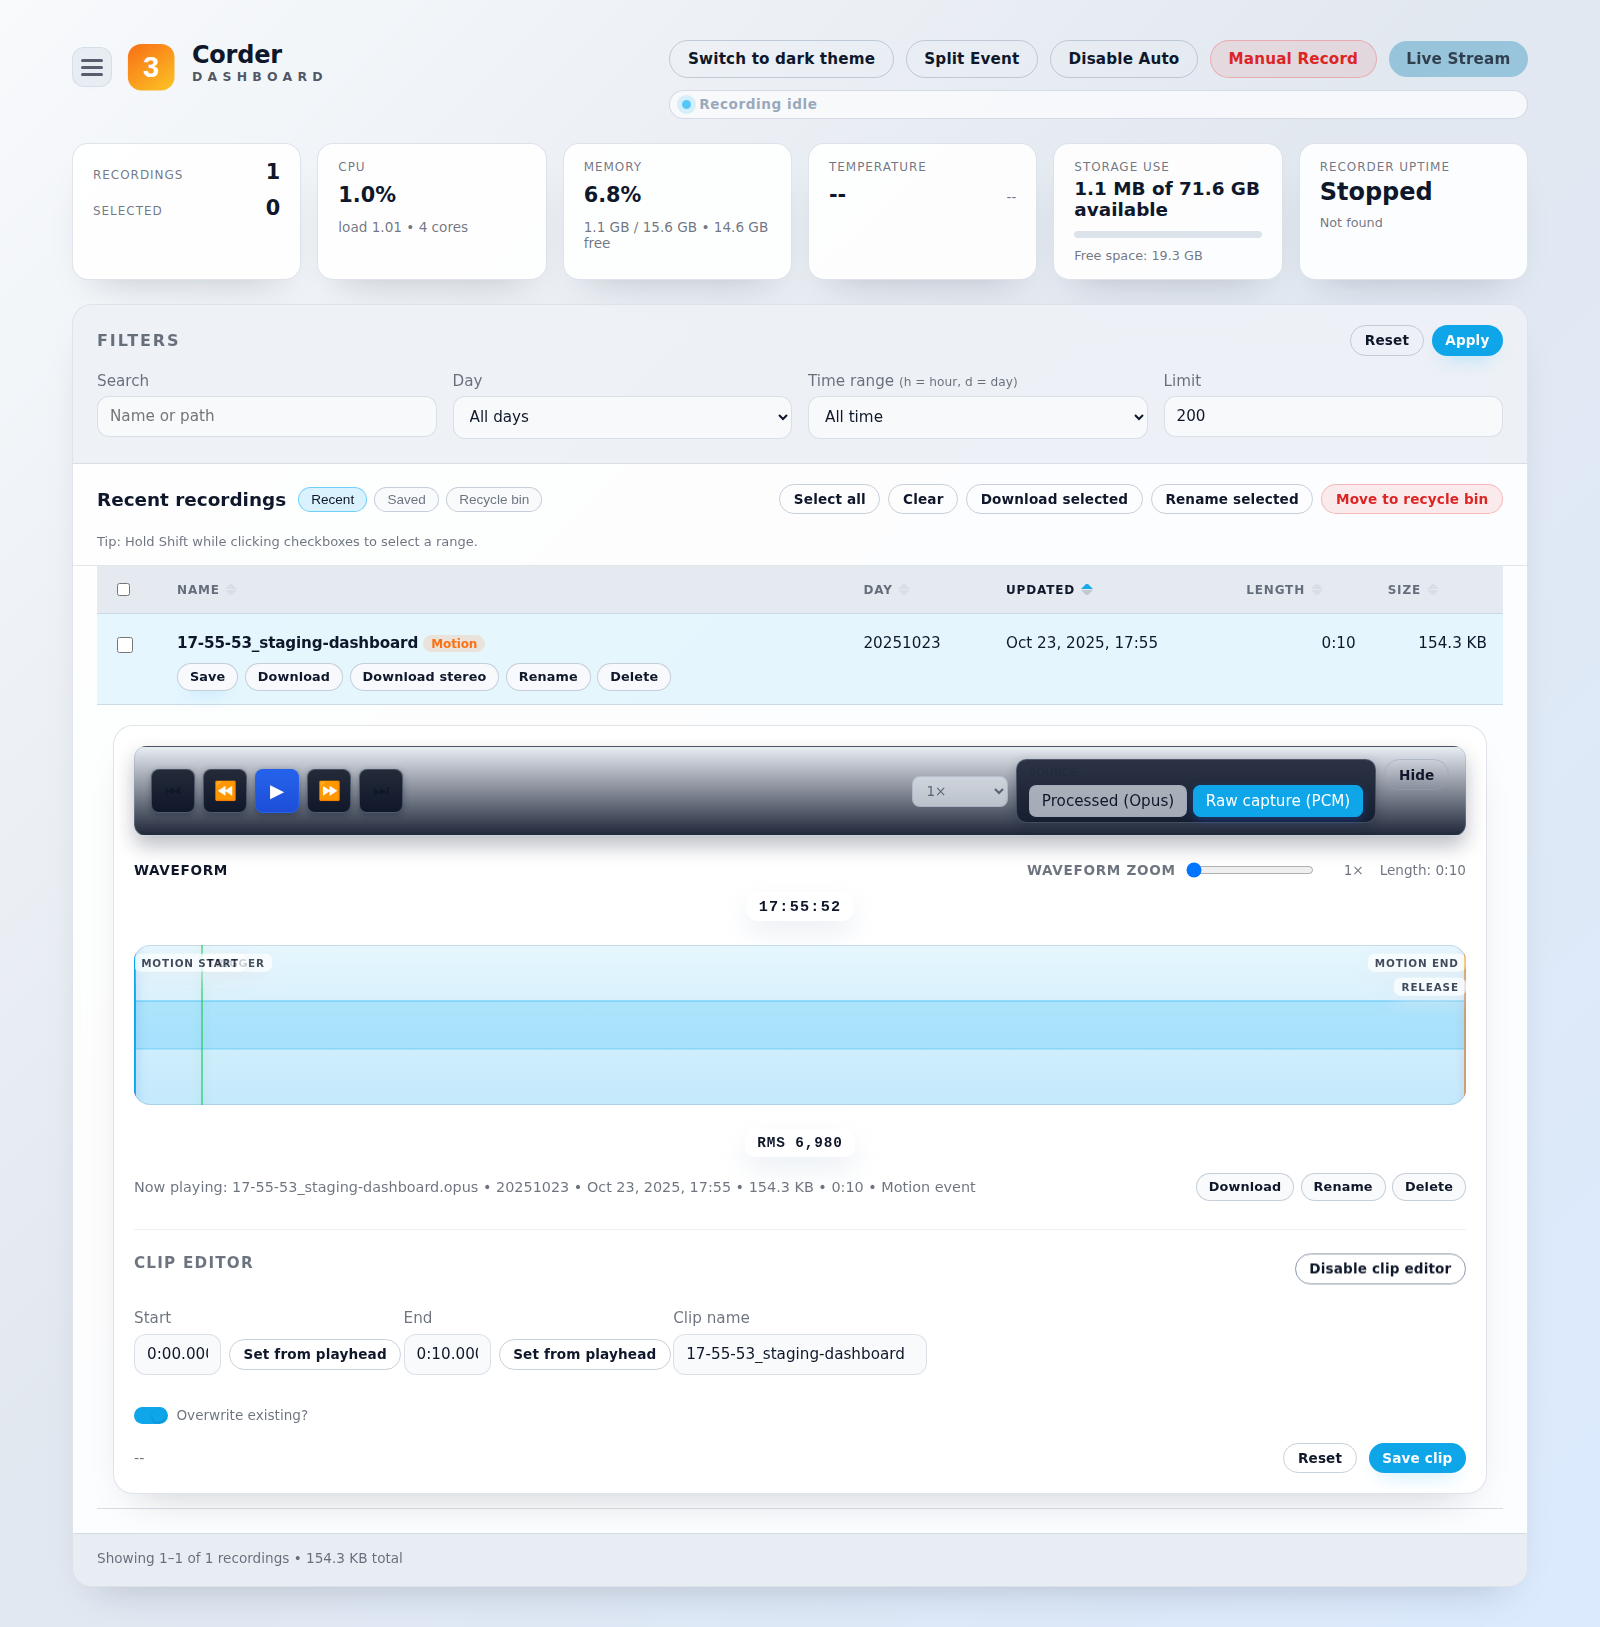 3
Corder
DASHBOARD
Switch to dark theme Split Event Disable Auto Manual Record Live Stream
Recording idle
RECORDINGS 1
SELECTED 0
CPU
1.0%
load 1.01 • 4 cores
MEMORY
6.8%
1.1 GB / 15.6 GB • 14.6 GB
free
TEMPERATURE
-- --
STORAGE USE
1.1 MB of 71.6 GB
available
Free space: 19.3 GB
RECORDER UPTIME
Stopped
Not found
FILTERS Reset Apply
Search Day Time range (h = hour, d = day) Limit
Name or path All days All time 200
Recent recordings Recent Saved Recycle bin Select all Clear Download selected Rename selected Move to recycle bin
Tip: Hold Shift while clicking checkboxes to select a range.
NAME DAY UPDATED LENGTH SIZE
17-55-53_staging-dashboard Motion 20251023 Oct 23, 2025, 17:55 0:10 154.3 KB
Save Download Download stereo Rename Delete
1× Hide
Processed (Opus) Raw capture (PCM)
WAVEFORM WAVEFORM ZOOM 1× Length: 0:10
17:55:52
MOTION START MOTION END
RELEASE
RMS 6,980
Now playing: 17-55-53_staging-dashboard.opus • 20251023 • Oct 23, 2025, 17:55 • 154.3 KB • 0:10 • Motion event Download Rename Delete
CLIP EDITOR Disable clip editor
Start End Clip name
0:00.000 Set from playhead 0:10.000 Set from playhead 17-55-53_staging-dashboard
Overwrite existing?
-- Reset Save clip
Showing 1–1 of 1 recordings • 154.3 KB total